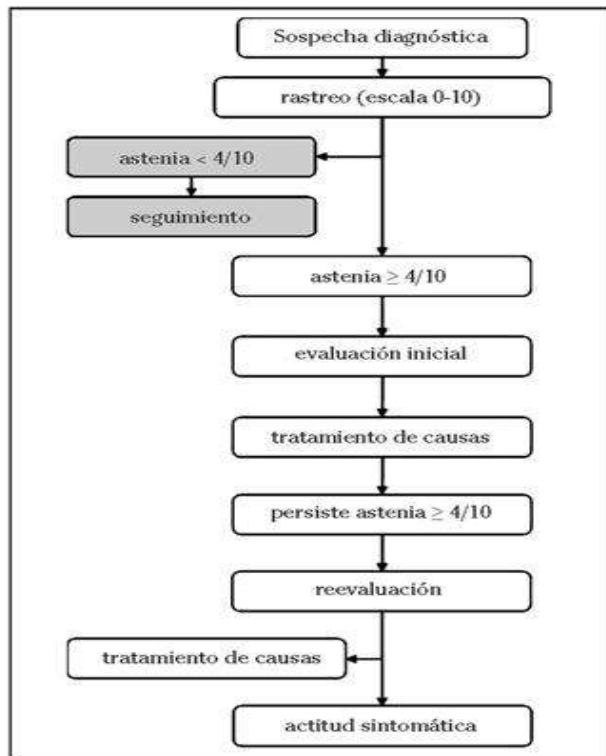 Sospecha diagnóstica
rastreo (escala 0-10)
astenia < 4/10
seguimiento
astenia ≥ 4/10
evaluación inicial
tratamiento de causas
persiste astenia ≥ 4/10
reevaluación
tratamiento de causas
actitud sintomática